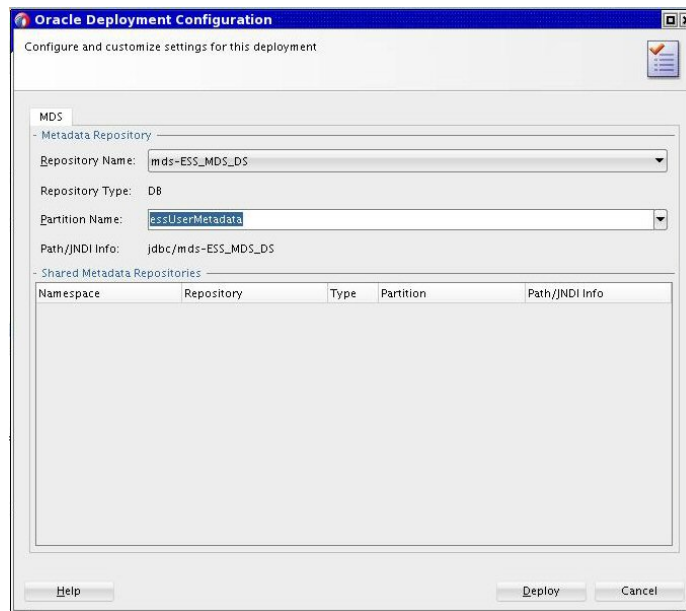 Oracle Deployment Configuration
Configure and customize settings for this deployment
MDS
Metadata Repository
Repository Name: mds-ESS_MDS_DS
Repository Type: DB
Partition Name: essUserMetadata
Path/JNDI Info: jdbc/mds-ESS_MDS_DS
Shared Metadata Repositories
Namespace Repository Type Partition Path/JNDI Info
Help Deploy Cancel